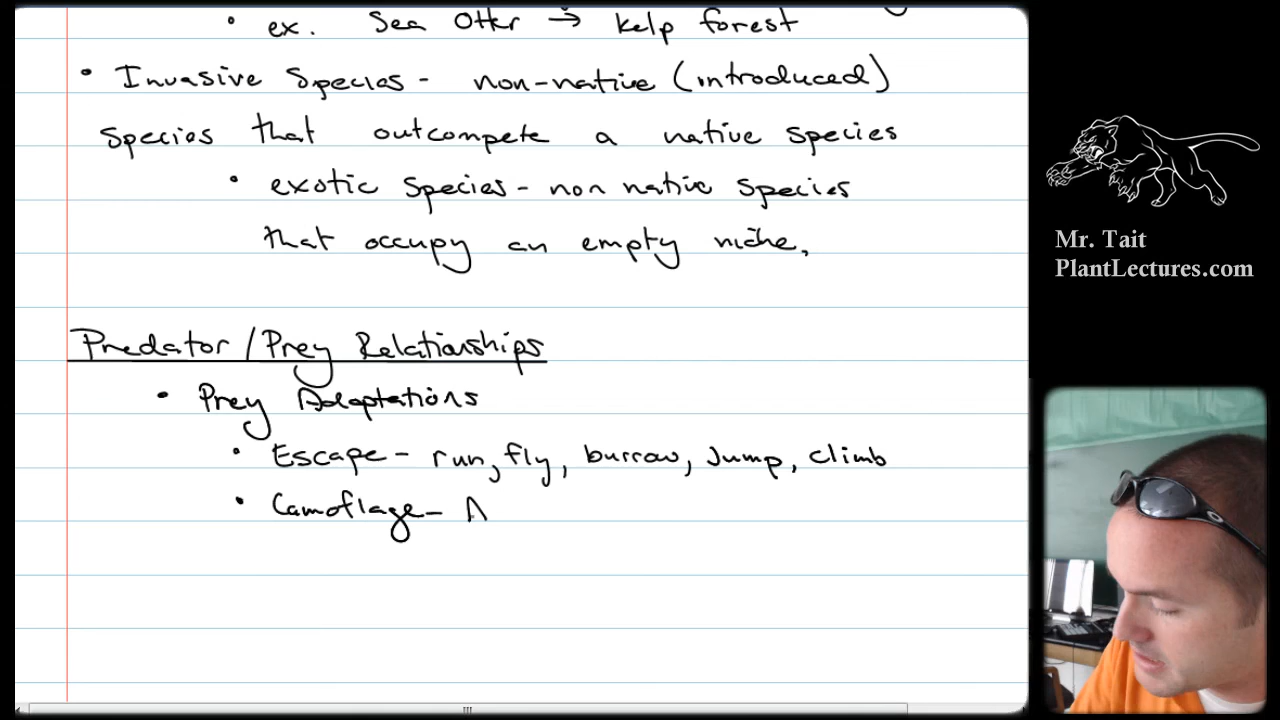 • ex. Sea Otter → kelp forest
• Invasive Species - non-native (introduced)
species that outcompete a native species
• exotic species - non native species
that occupy an empty niche.
Predator/Prey Relationships
• Prey Adaptations
• Escape - run, fly, burrow, jump, climb
• Camoflage - A
Mr. Tait
PlantLectures.com